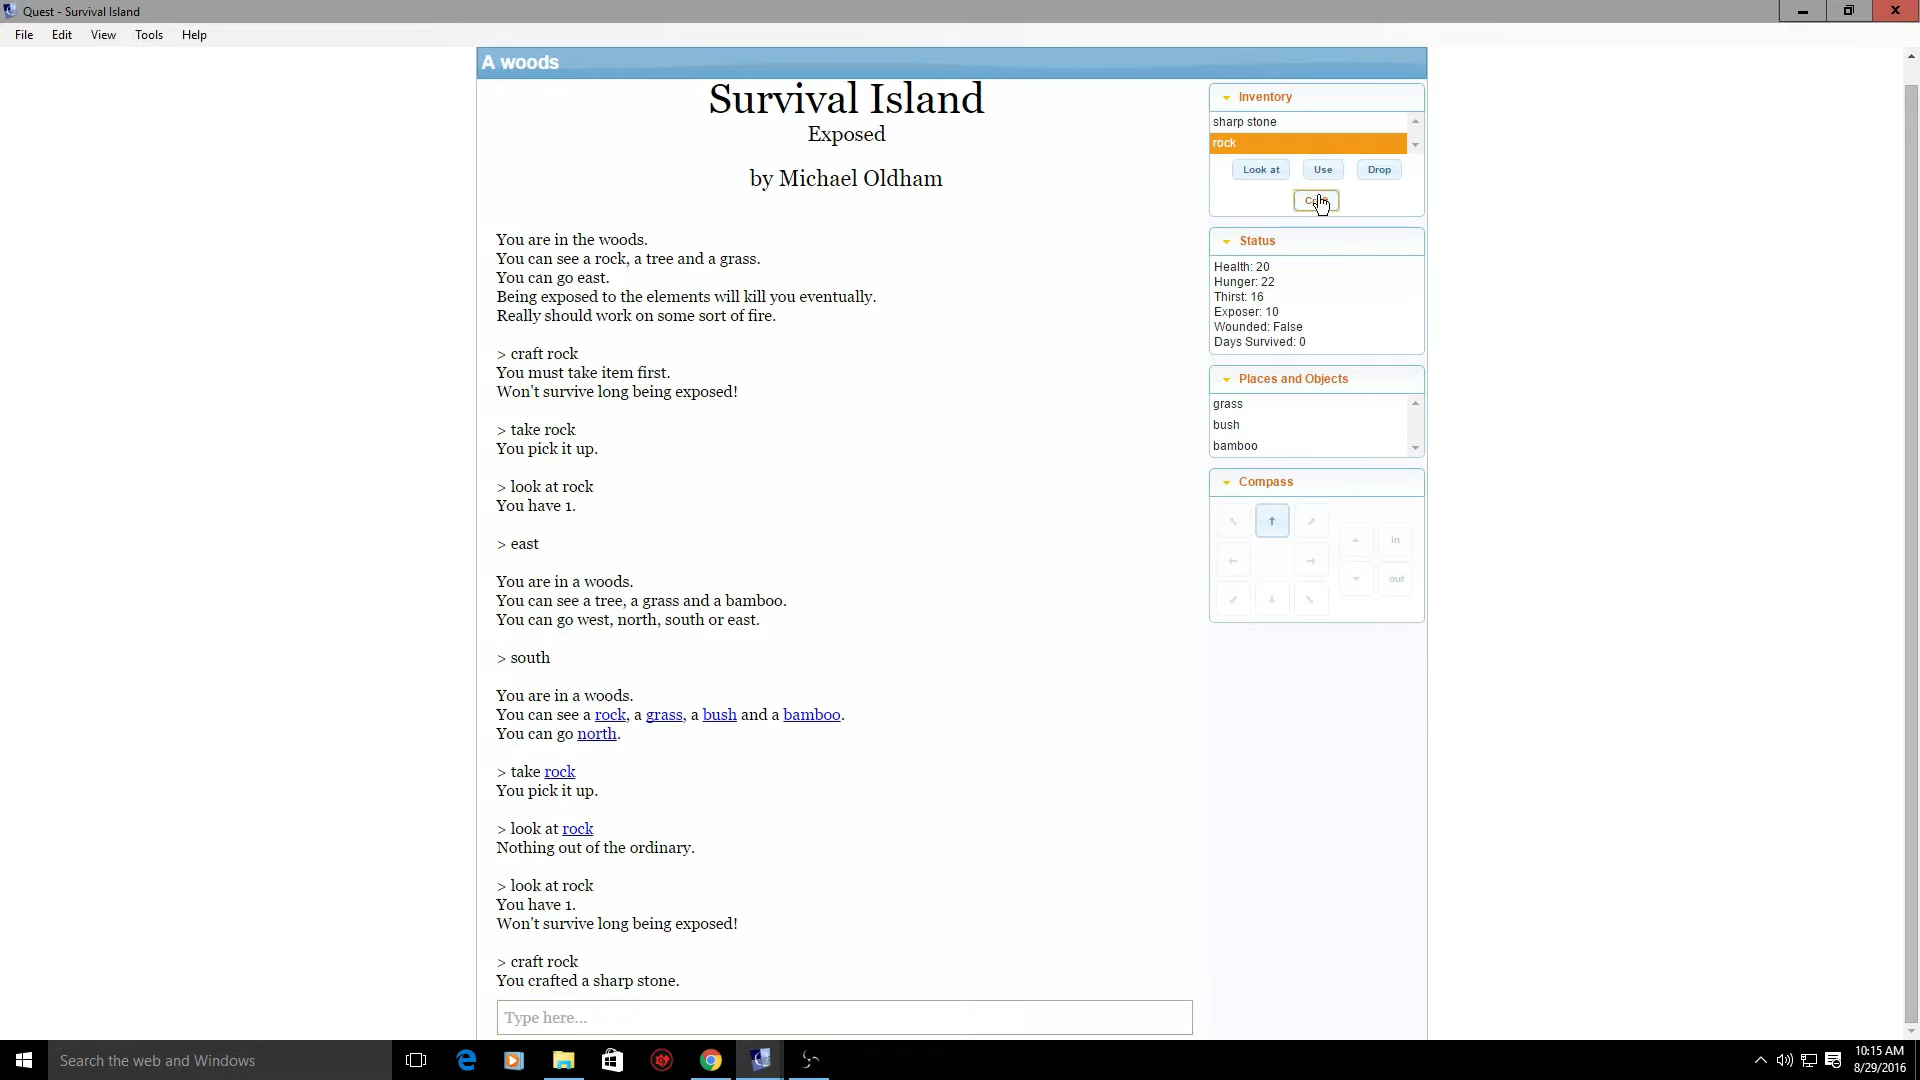 Quest - Survival Island
File Edit View Tools Help
A woods
Survival Island
Exposed
by Michael Oldham
You are in the woods.
You can see a rock, a tree and a grass.
You can go east.
Being exposed to the elements will kill you eventually.
Really should work on some sort of fire.
> craft rock
You must take item first.
Won't survive long being exposed!
> take rock
You pick it up.
> look at rock
You have 1.
> east
You are in a woods.
You can see a tree, a grass and a bamboo.
You can go west, north, south or east.
> south
You are in a woods.
You can see a rock, a grass, a bush and a bamboo.
You can go north.
> take rock
You pick it up.
> look at rock
Nothing out of the ordinary.
> look at rock
You have 1.
Won't survive long being exposed!
> craft rock
You crafted a sharp stone.
Type here...
Inventory
sharp stone
rock
Look at Use Drop
Status
Health: 20
Hunger: 22
Thirst: 16
Exposer: 10
Wounded: False
Days Survived: 0
Places and Objects
grass
bush
bamboo
Compass
in
out
Search the web and Windows
10:15 AM
8/29/2016